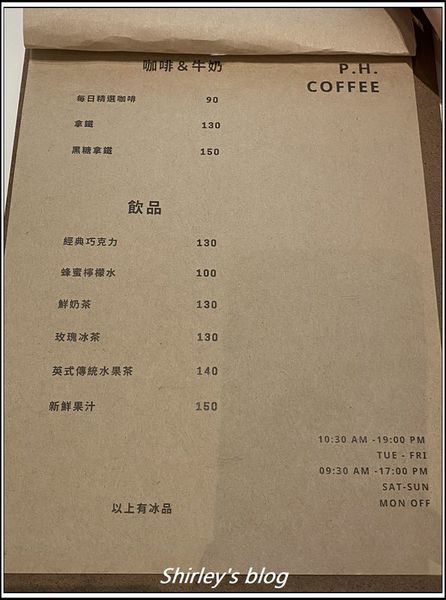 咖啡&牛奶
P.H.
COFFEE
每日精選咖啡 90
拿鐵 130
黑糖拿鐵 150
飲品
經典巧克力 130
蜂蜜檸檬水 100
鮮奶茶 130
玫瑰冰茶 130
英式傳統水果茶 140
新鮮果汁 150
10:30 AM -19:00 PM
TUE - FRI
09:30 AM -17:00 PM
SAT-SUN
MON OFF
以上有冰品
Shirley's blog